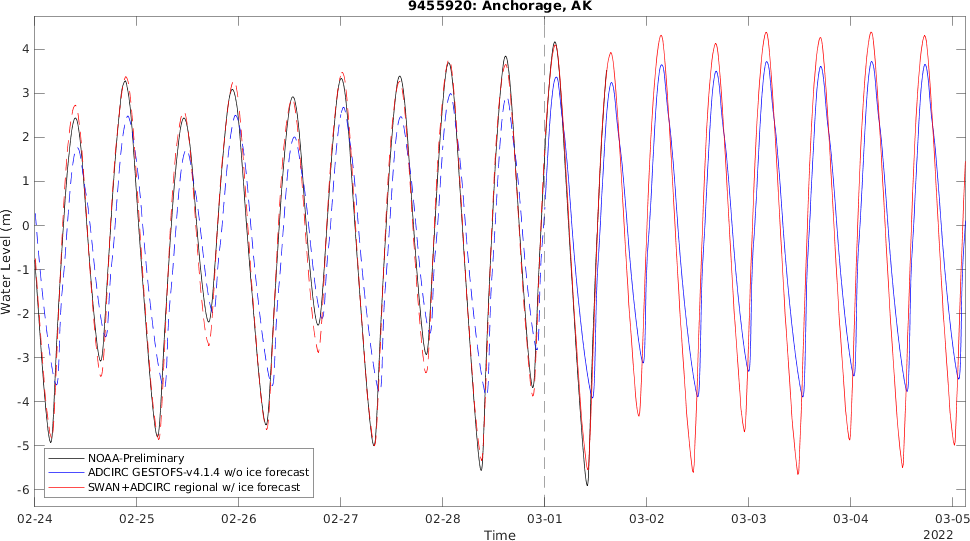 9455920: Anchorage, AK
4
3
2
1
0
-1
-2
-3
-4
-5
-6
Water Level (m)
NOAA-Preliminary
ADCIRC GESTOFS-v4.1.4 w/o ice forecast
SWAN+ADCIRC regional w/ ice forecast
02-24 02-25 02-26 02-27 02-28 03-01 03-02 03-03 03-04 03-05
Time
2022